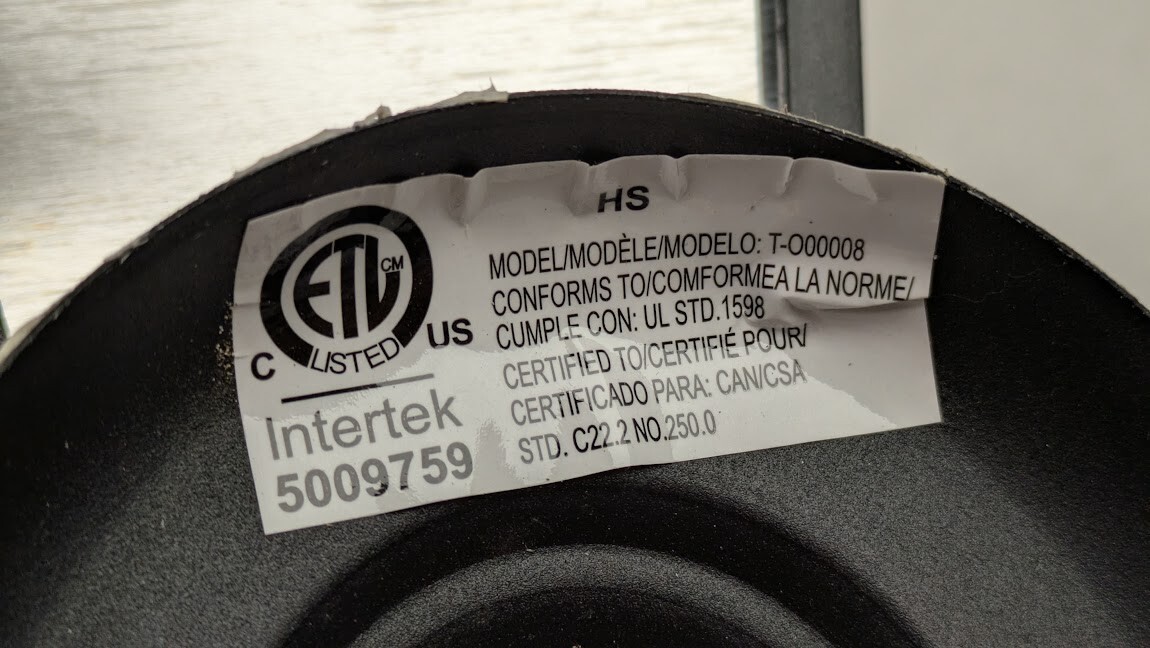 HS
ETL CM
LISTED
C US
Intertek
5009759
MODEL/MODÈLE/MODELO: T-O00008
CONFORMS TO/COMFORMEA LA NORME/
CUMPLE CON: UL STD.1598
CERTIFIED TO/CERTIFIÉ POUR/
CERTIFICADO PARA: CAN/CSA
STD. C22.2 NO.250.0